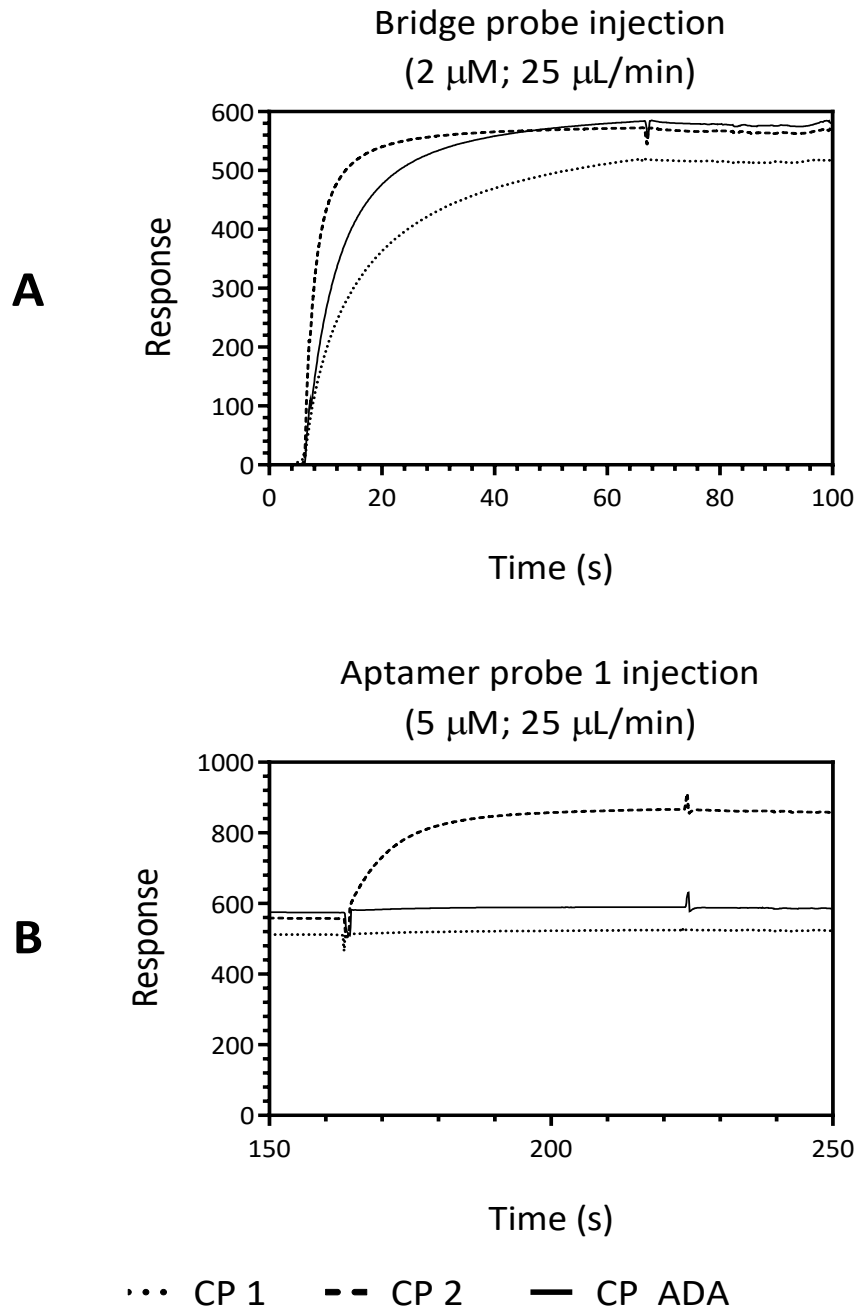 Bridge probe injection
(2 μM; 25 μL/min)
A
Response
600
500
400
300
200
100
0
0 20 40 60 80 100
Time (s)
Aptamer probe 1 injection
(5 μM; 25 μL/min)
B
Response
1000
800
600
400
200
0
150 200 250
Time (s)
CP 1 CP 2 CP ADA